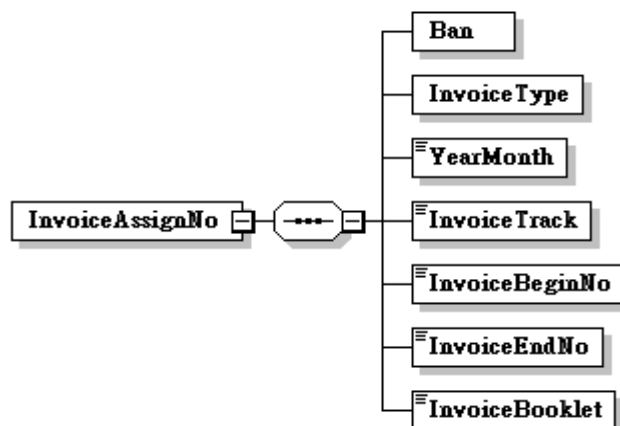 Ban
InvoiceType
YearMonth
InvoiceAssignNo
InvoiceTrack
InvoiceBeginNo
InvoiceEndNo
InvoiceBooklet